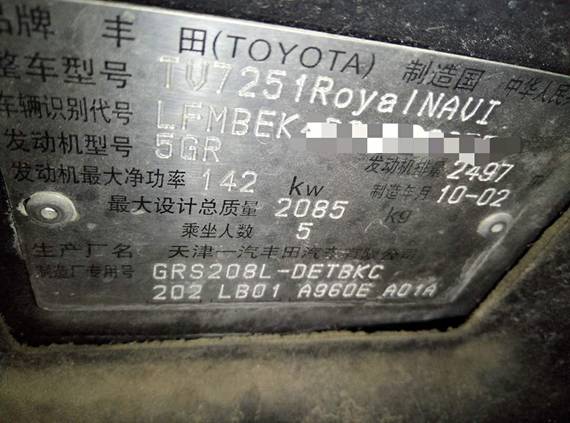 品牌 丰田(TOYOTA) 制造国 中华人民
整车型号 TV7251RoyalNAVI
车辆识别代号 LFMBEK
发动机型号 5GR 发动机排量 2497
发动机最大净功率 142 kw 制造年月 10-02
最大设计总质量 2085 kg
乘坐人数 5
生产厂名 天津一汽丰田汽车有限公司
制造厂专用号 GRS208L-DETBKC
202 LB01 A960E A01A